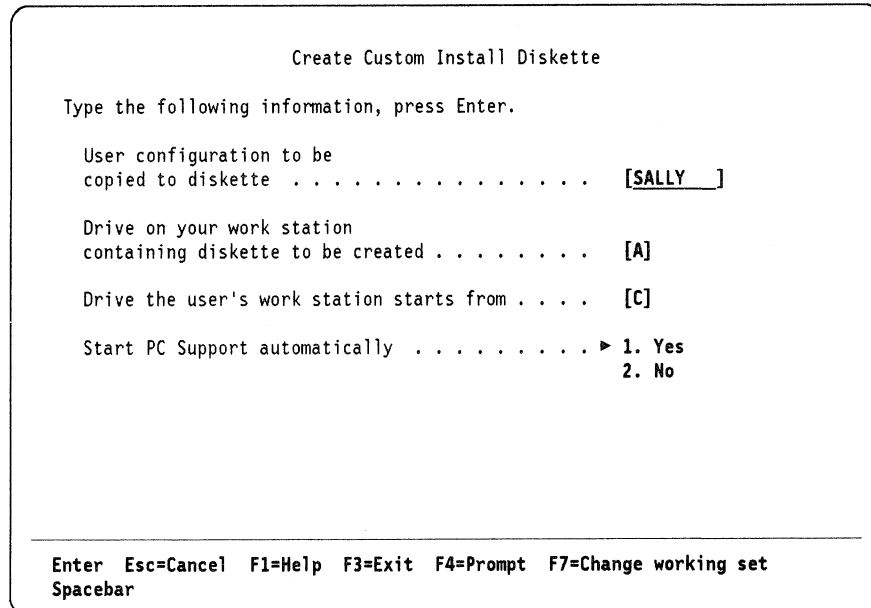 Create Custom Install Diskette
Type the following information, press Enter.
User configuration to be
copied to diskette . . . . . . . . . . . . . . . [SALLY ]
Drive on your work station
containing diskette to be created . . . . . . . . [A]
Drive the user's work station starts from . . . . [C]
Start PC Support automatically . . . . . . . . . ► 1. Yes
2. No
Enter Esc=Cancel F1=Help F3=Exit F4=Prompt F7=Change working set
Spacebar